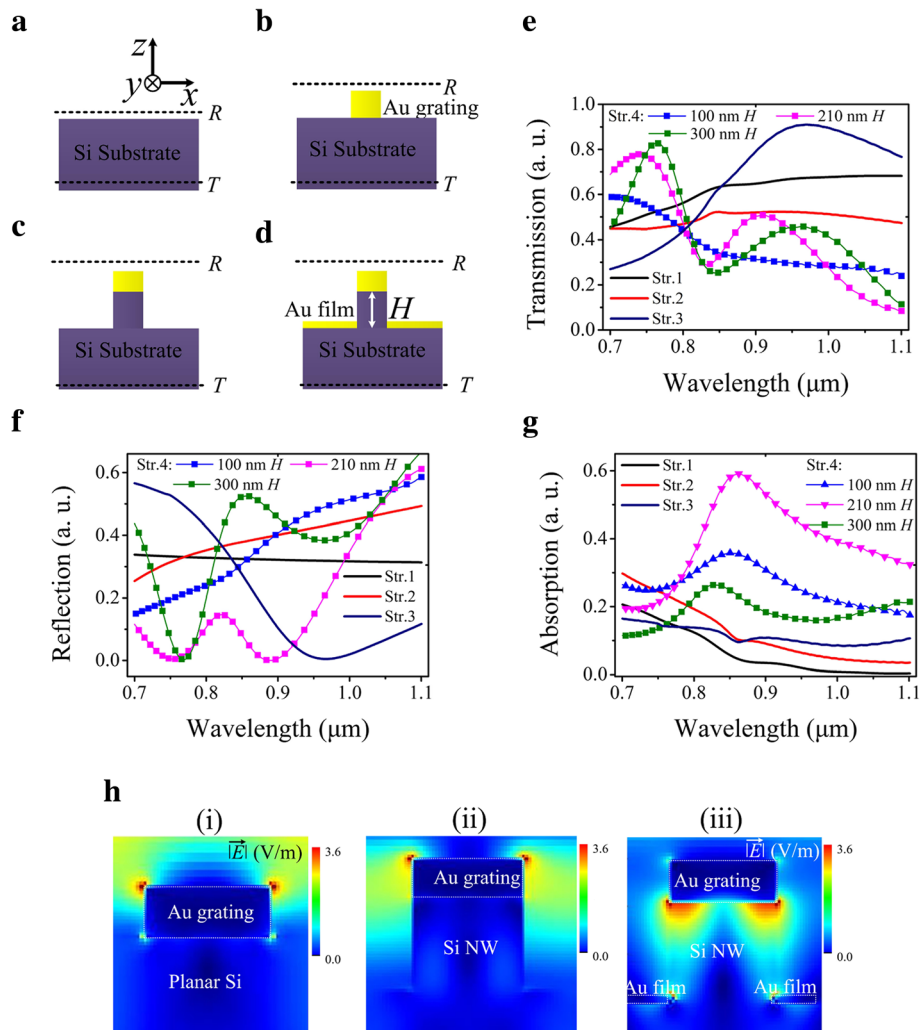 a
z
y
x
R
Si Substrate
T
b
R
Au grating
Si Substrate
T
c
R
Si Substrate
T
d
R
Au film
H
Si Substrate
T
e
Transmission (a. u.)
1.0
0.8
0.6
0.4
0.2
0.0
Str.4: 100 nm H 210 nm H
300 nm H
Str.1
Str.2
Str.3
0.7 0.8 0.9 1.0 1.1
Wavelength (μm)
f
Reflection (a. u.)
0.6
0.4
0.2
0.0
Str.4: 100 nm H 210 nm H
300 nm H
Str.1
Str.2
Str.3
0.7 0.8 0.9 1.0 1.1
Wavelength (μm)
g
Absorption (a. u.)
0.6
0.4
0.2
0.0
Str.1
Str.2
Str.3
Str.4:
100 nm H
210 nm H
300 nm H
0.7 0.8 0.9 1.0 1.1
Wavelength (μm)
h
(i)
|E| (V/m)
3.6
Au grating
Planar Si
0.0
(ii)
3.6
Au grating
Si NW
0.0
(iii)
|E| (V/m)
3.6
Au grating
Si NW
Au film
Au film
0.0